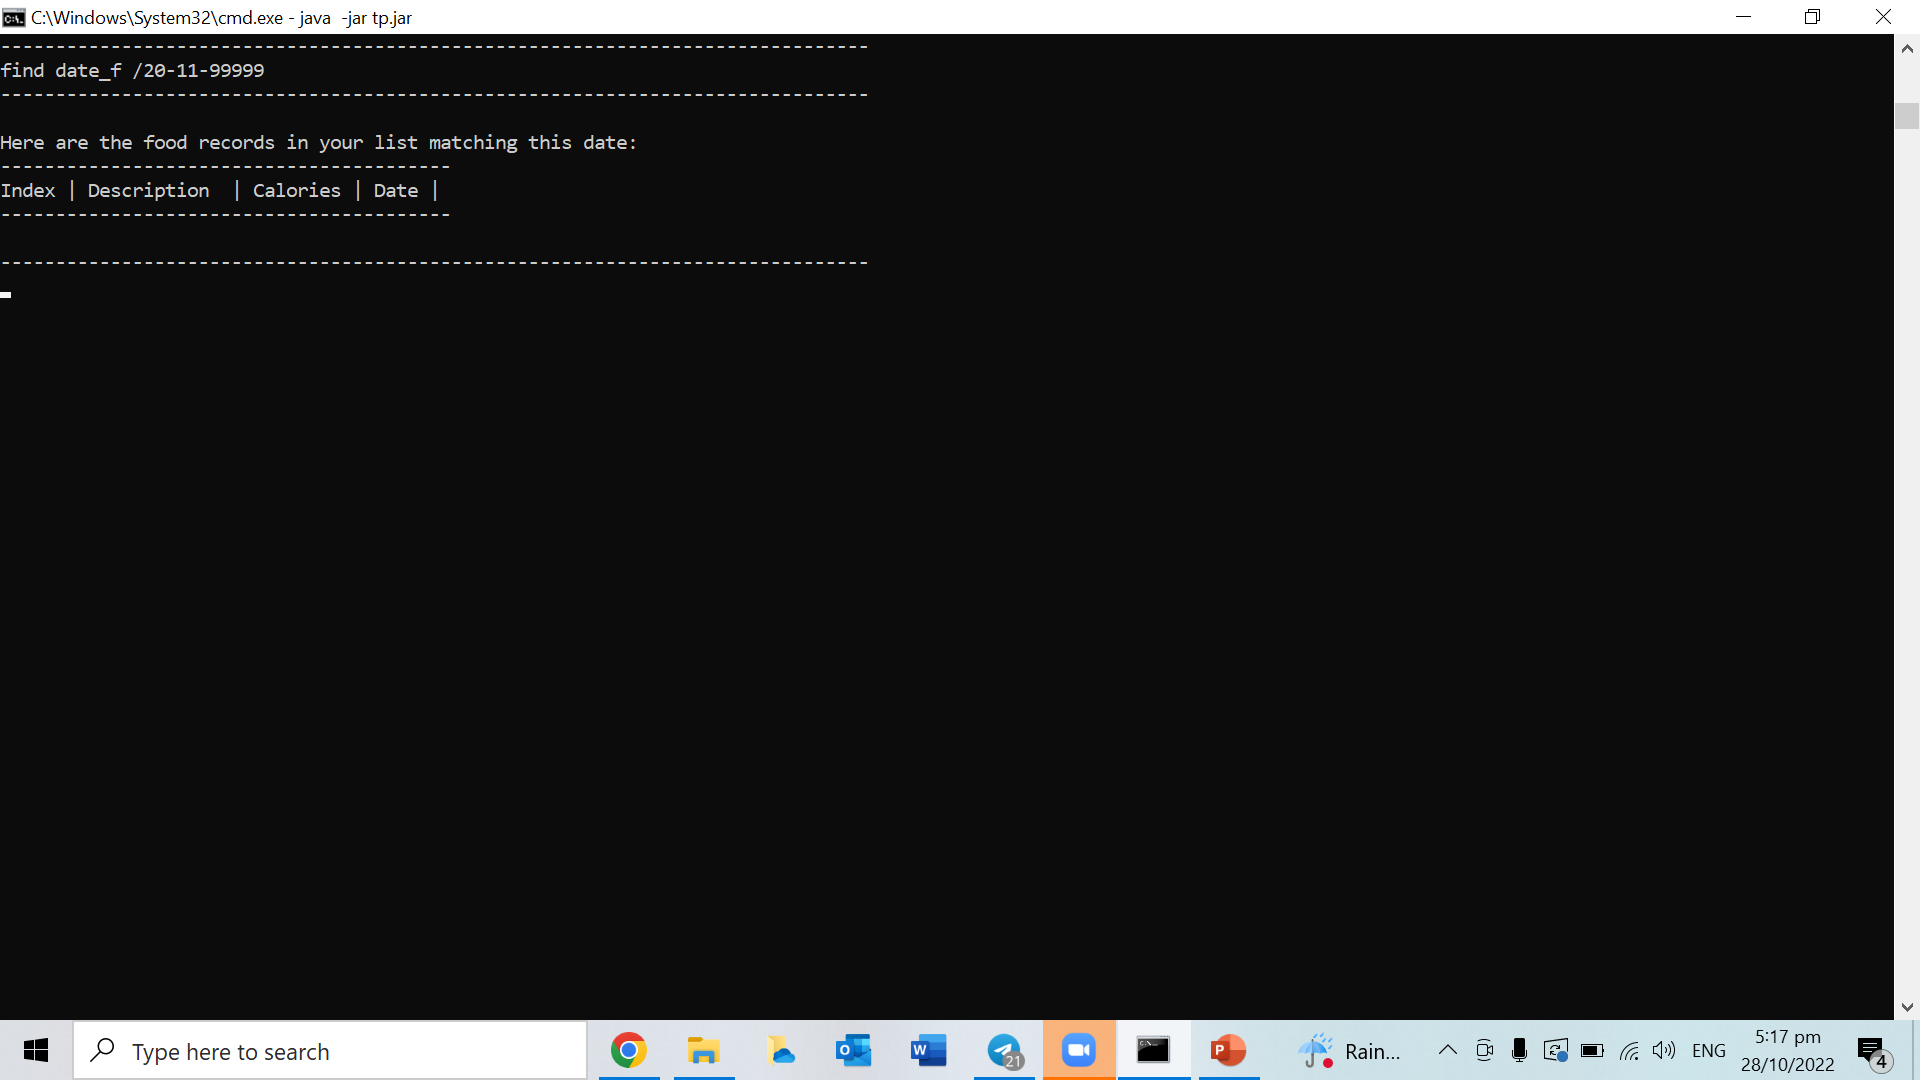 C:\Windows\System32\cmd.exe - java  -jar tp.jar
-------------------------------------------------------------------------------
find date_f /20-11-99999
-------------------------------------------------------------------------------
Here are the food records in your list matching this date:
-----------------------------------------
Index | Description  | Calories | Date |
-----------------------------------------
-------------------------------------------------------------------------------
Type here to search
21
Rain...
ENG
5:17 pm
28/10/2022
4